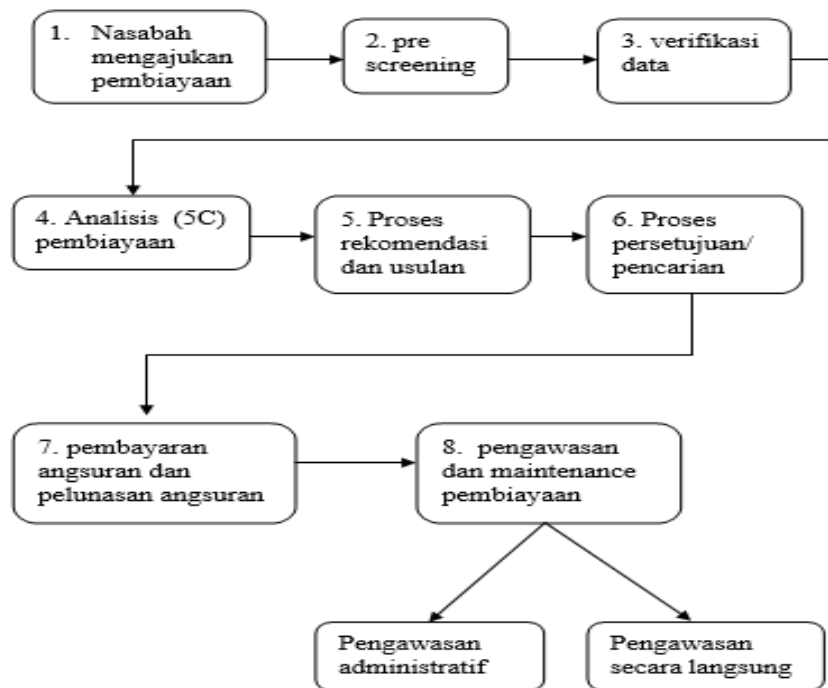 1. Nasabah
mengajukan
pembiayaan
2. pre
screening
3. verifikasi
data
4. Analisis (5C)
pembiayaan
5. Proses
rekomendasi
dan usulan
6. Proses
persetujuan/
pencarian
7. pembayaran
angsuran dan
pelunasan angsuran
8. pengawasan
dan maintenance
pembiayaan
Pengawasan
administratif
Pengawasan
secara langsung